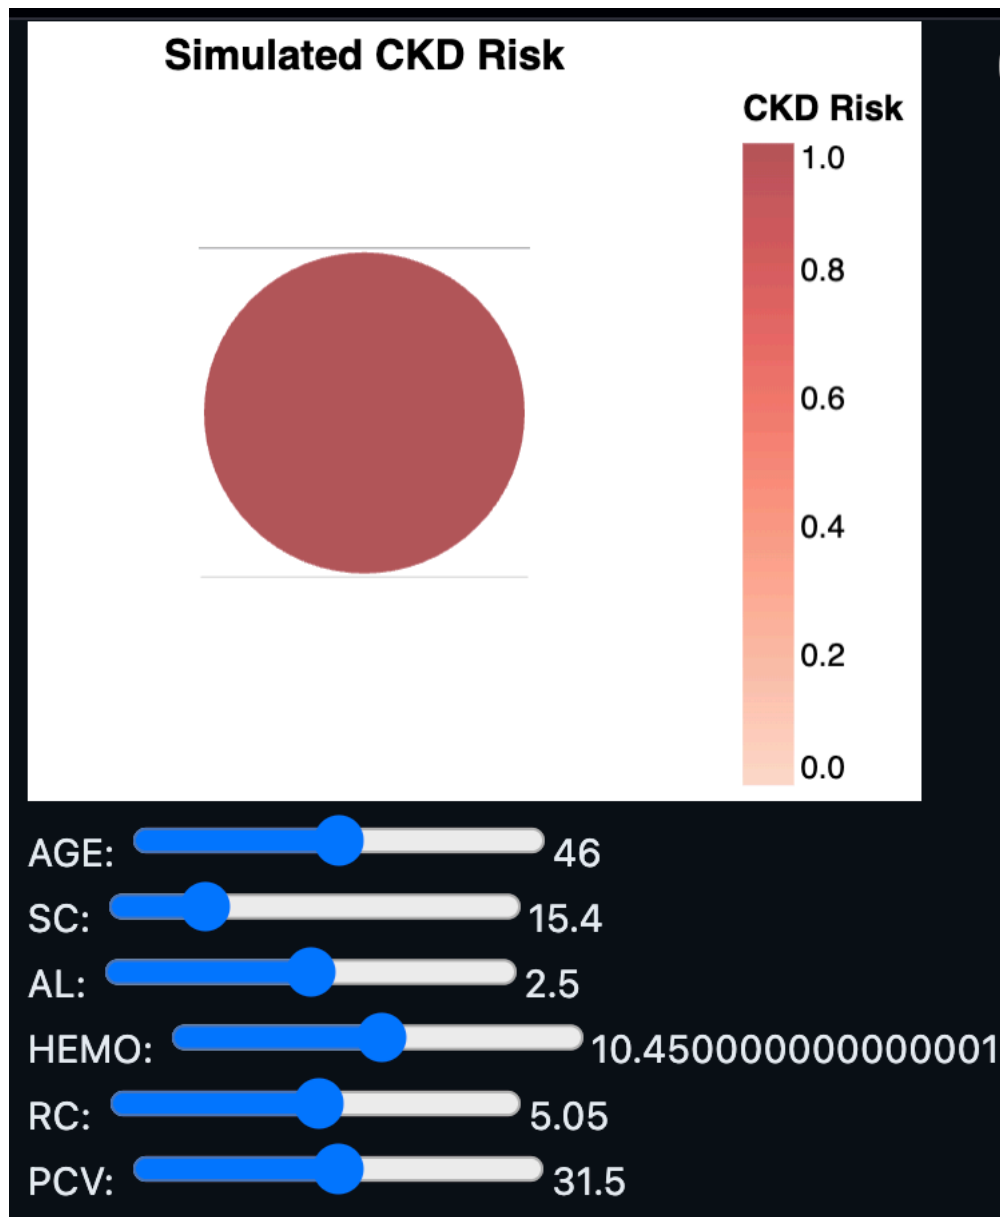 Simulated CKD Risk
CKD Risk
1.0
0.8
0.6
0.4
0.2
0.0
AGE: 46
SC: 15.4
AL: 2.5
HEMO: 10.450000000000001
RC: 5.05
PCV: 31.5